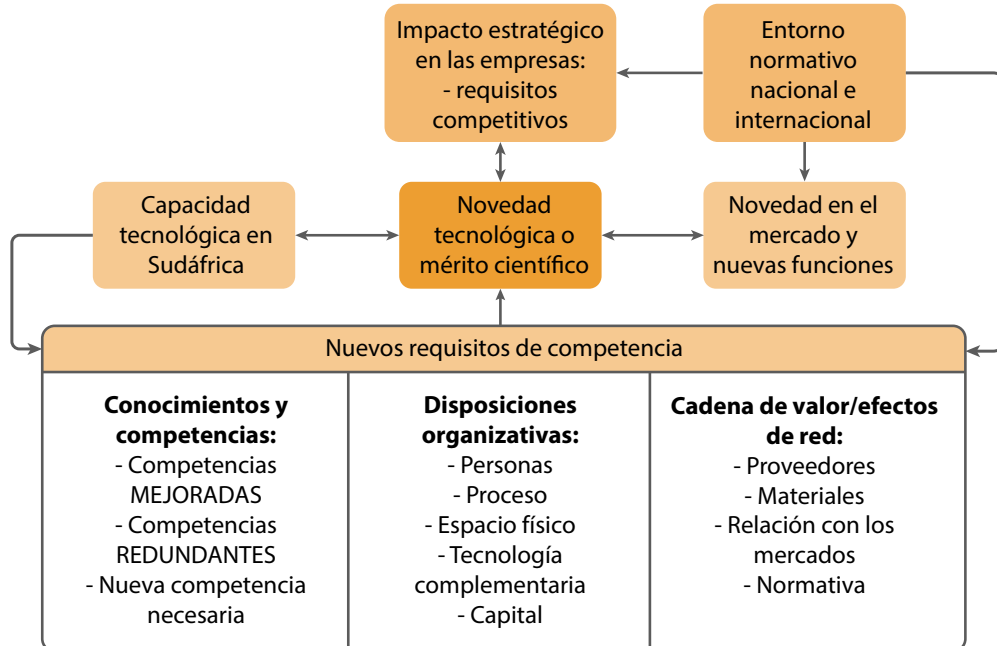 Impacto estratégico
en las empresas:
- requisitos
competitivos
Entorno
normativo
nacional e
internacional
Capacidad
tecnológica en
Sudáfrica
Novedad
tecnológica o
mérito científico
Novedad en el
mercado y
nuevas funciones
Nuevos requisitos de competencia
Conocimientos y
competencias:
- Competencias
MEJORADAS
- Competencias
REDUNDANTES
- Nueva competencia
necesaria
Disposiciones
organizativas:
- Personas
- Proceso
- Espacio físico
- Tecnología
complementaria
- Capital
Cadena de valor/efectos
de red:
- Proveedores
- Materiales
- Relación con los
mercados
- Normativa